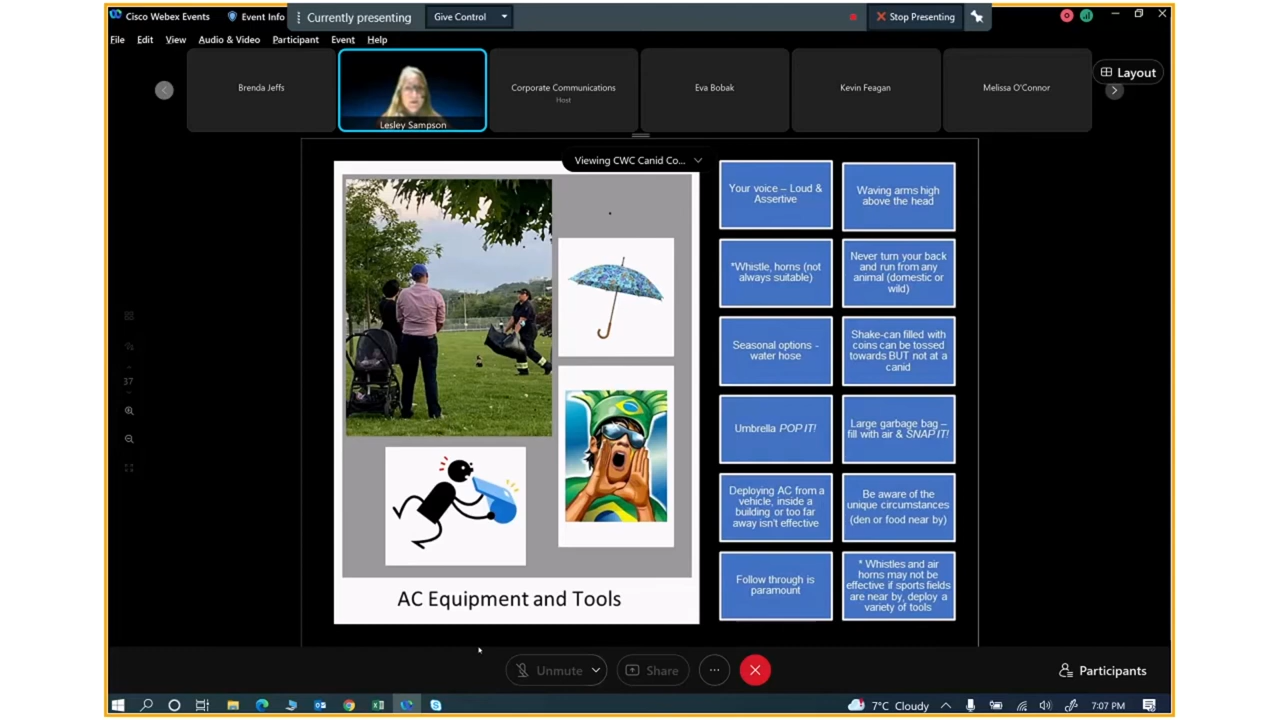 Cisco Webex Events
Event Info
Currently presenting
Give Control
Stop Presenting
File Edit View Audio & Video Participant Event Help
Brenda Jeffs
Lesley Sampson
Corporate Communications
Host
Eva Bobak
Kevin Feagan
Melissa O'Connor
Layout
Viewing CWC Canid Co...
37
AC Equipment and Tools
Your voice – Loud &
Assertive
Waving arms high
above the head
*Whistle, horns (not
always suitable)
Never turn your back
and run from any
animal (domestic or
wild)
Seasonal options -
water hose
Shake-can filled with
coins can be tossed
towards BUT not at a
canid
Umbrella POP IT!
Large garbage bag –
fill with air & SNAP IT!
Deploying AC from a
vehicle, inside a
building or too far
away isn't effective
Be aware of the
unique circumstances
(den or food near by)
Follow through is
paramount
* Whistles and air
horns may not be
effective if sports fields
are near by, deploy a
variety of tools
Unmute
Share
Participants
7°C Cloudy
7:07 PM